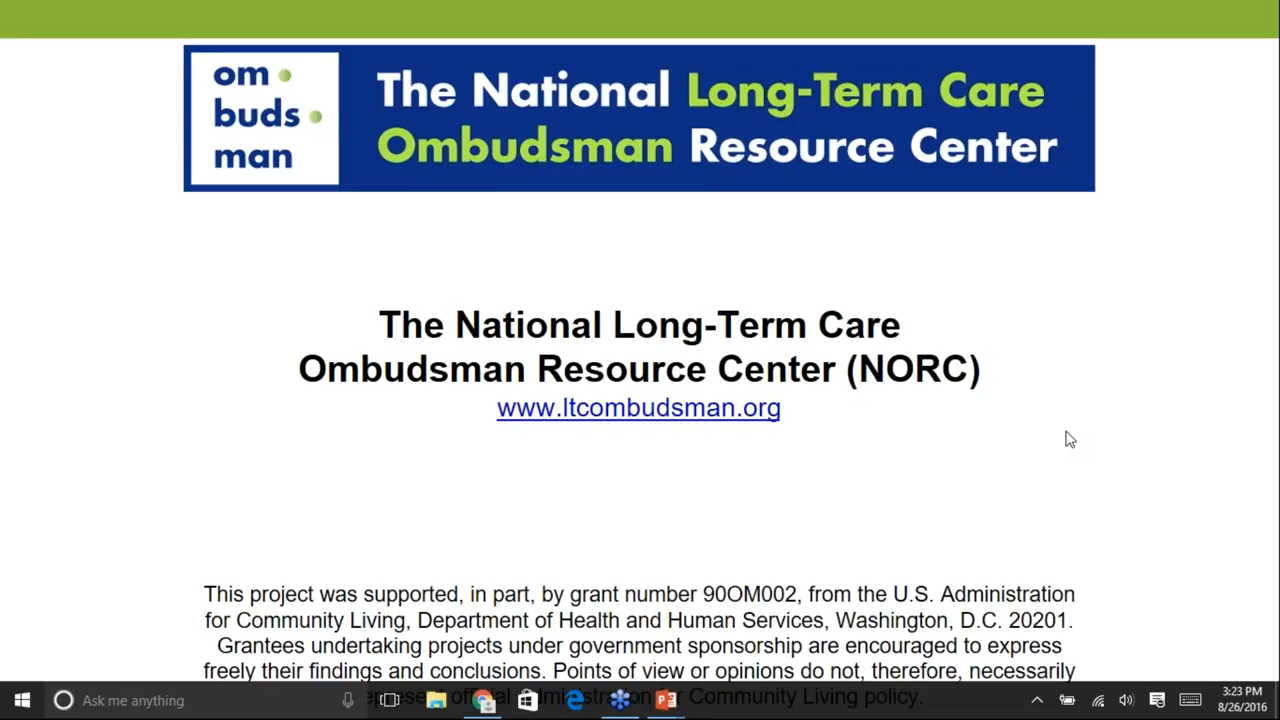 om
buds
man
The National Long-Term Care
Ombudsman Resource Center
The National Long-Term Care
Ombudsman Resource Center (NORC)
www.ltcombudsman.org
This project was supported, in part, by grant number 90OM002, from the U.S. Administration
for Community Living, Department of Health and Human Services, Washington, D.C. 20201.
Grantees undertaking projects under government sponsorship are encouraged to express
freely their findings and conclusions. Points of view or opinions do not, therefore, necessarily
represent official Administration for Community Living policy.
Ask me anything
3:23 PM
8/26/2016